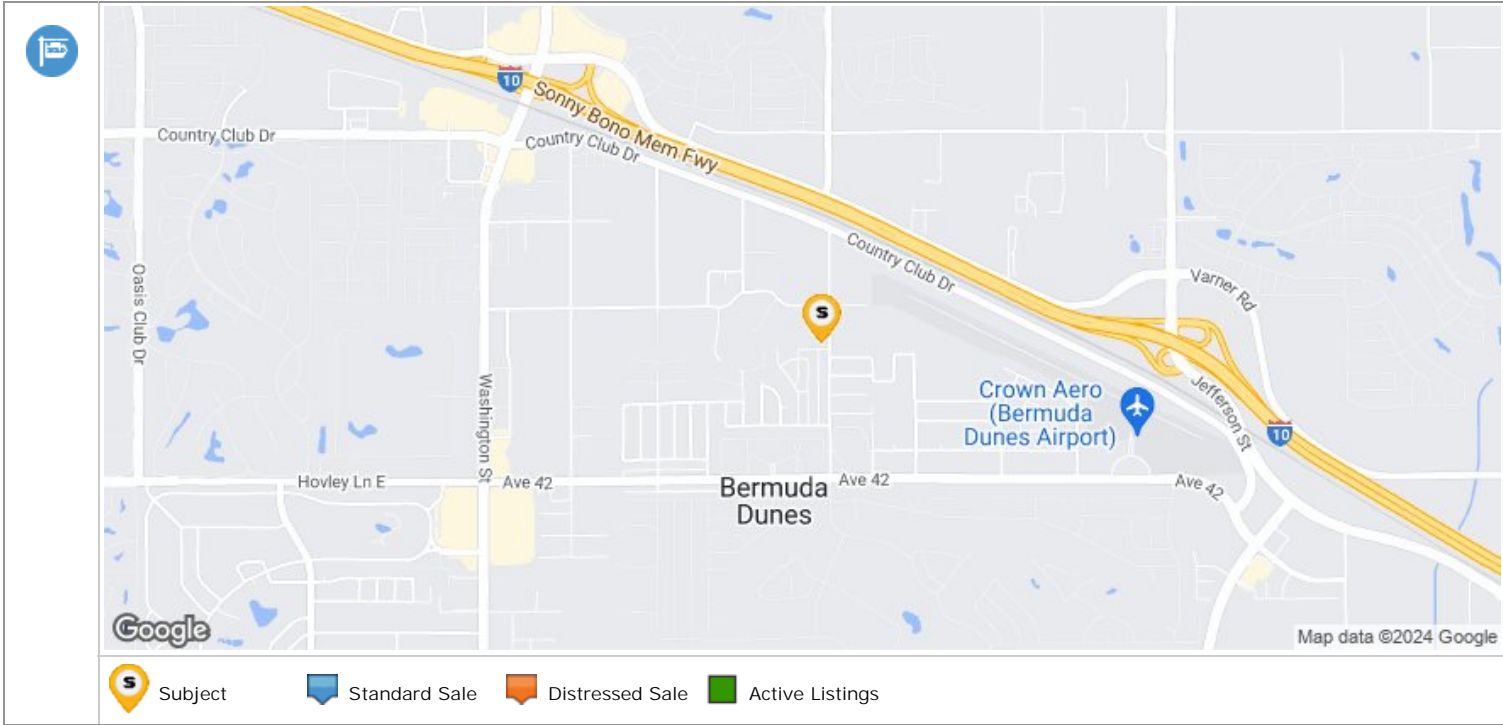 10
Sonny Bono Mem Fwy
Country Club Dr
Country Club Dr
Country Club Dr
Varner Rd
Oasis Club Dr
Washington St
S
Jefferson St
Crown Aero
(Bermuda
Dunes Airport)
10
Hovley Ln E
Ave 42
Ave 42
Ave 42
Bermuda
Dunes
Google
Map data ©2024 Google
S
Subject
Standard Sale
Distressed Sale
Active Listings